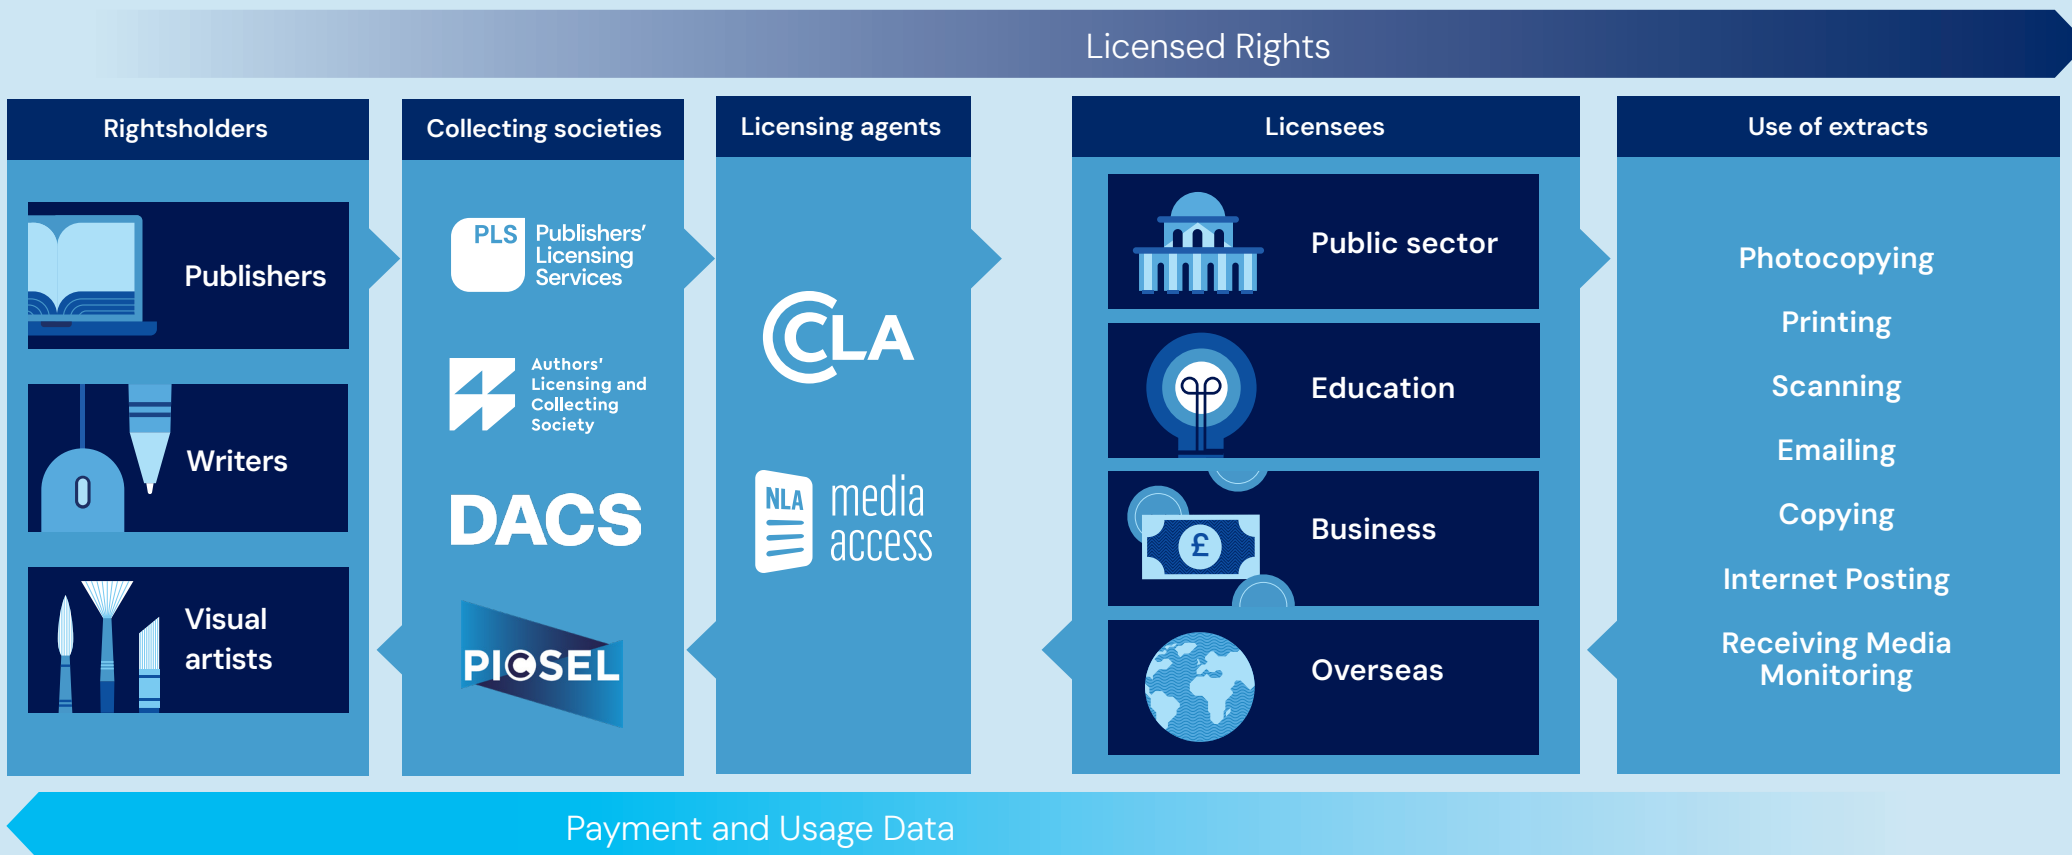 Licensed Rights
Rightsholders
Publishers
Writers
Visual
artists
Collecting societies
PLS
Publishers'
Licensing
Services
Authors'
Licensing and
Collecting
Society
DACS
PICSEL
Licensing agents
CCLA
NLA
media
access
Licensees
Public sector
Education
£
Business
Overseas
Use of extracts
Photocopying
Printing
Scanning
Emailing
Copying
Internet Posting
Receiving Media
Monitoring
Payment and Usage Data